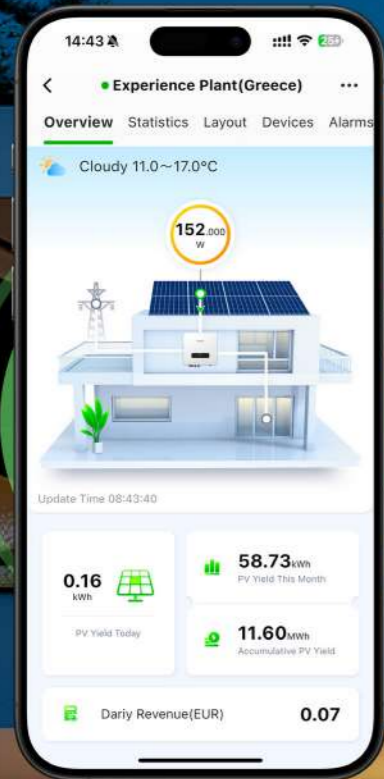 14:43
25
Experience Plant(Greece)
Overview Statistics Layout Devices Alarms
Cloudy 11.0～17.0°C
152.000
W
Update Time 08:43:40
0.16
kWh
PV Yield Today
58.73kWh
PV Yield This Month
11.60MWh
Accumulative PV Yield
Dariy Revenue(EUR) 0.07